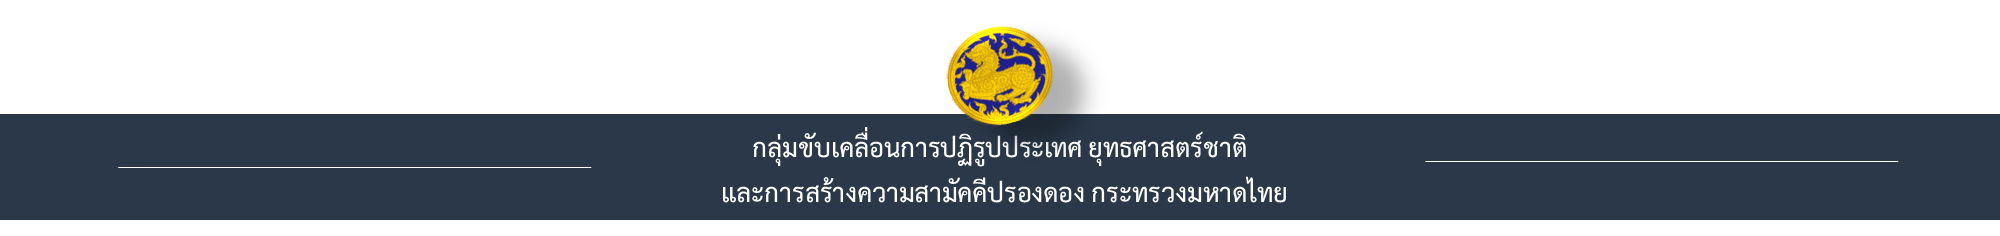 กลุ่มขับเคลื่อนการปฏิรูปประเทศ ยุทธศาสตร์ชาติ
และการสร้างความสามัคคีปรองดอง กระทรวงมหาดไทย